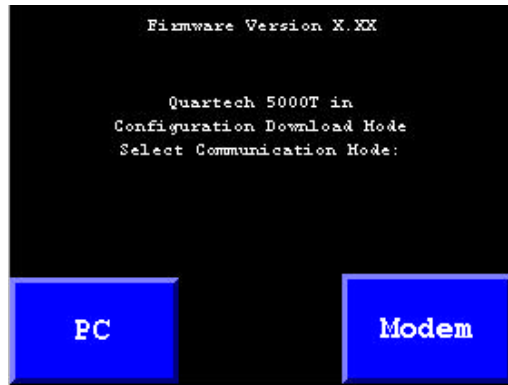 Firmware Version X.XX
Quartech 5000T in
Configuration Download Mode
Select Communication Mode:
PC
Modem